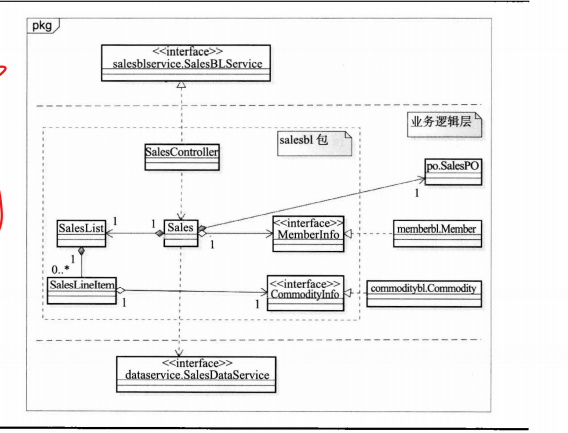 pkg
<<interface>>
salesblservice.SalesBLService
业务逻辑层
salesbl 包
SalesController
po.SalesPO
1
SalesList
1
1
Sales
1
<<interface>>
MemberInfo
memberbl.Member
1
0..*
SalesLineItem
1
1
<<interface>>
CommodityInfo
commoditybl.Commodity
<<interface>>
dataservice.SalesDataService